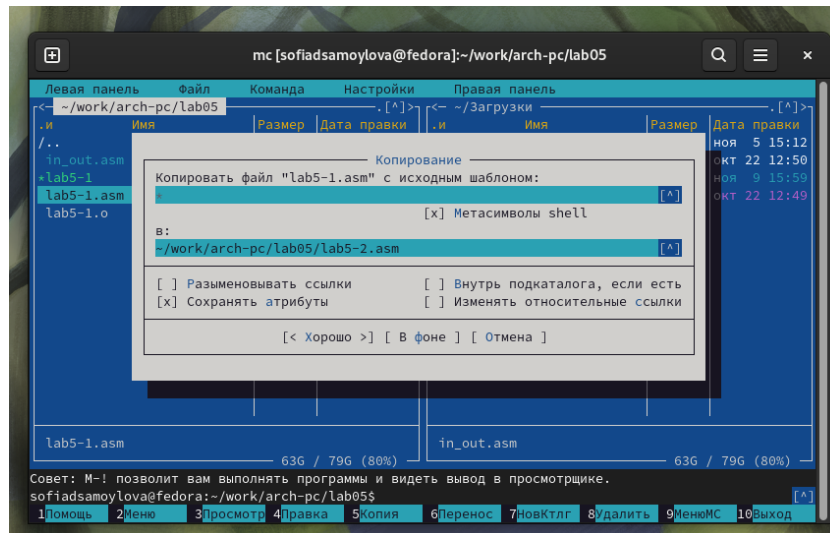 mc [sofiadsamoylova@fedora]:~/work/arch-pc/lab05
Левая панель Файл Команда Настройки Правая панель
<— ~/work/arch-pc/lab05 .[^]> <— ~/Загрузки .[^]>
.и Имя Размер Дата правки .и Имя Размер Дата правки
/.. ноя 5 15:12
in_out.asm окт 22 12:50
*lab5-1 ноя 9 15:59
lab5-1.asm окт 22 12:49
lab5-1.o
Копирование
Копировать файл "lab5-1.asm" с исходным шаблоном:
* [^]
[x] Метасимволы shell
в:
~/work/arch-pc/lab05/lab5-2.asm [^]
[ ] Разыменовывать ссылки [ ] Внутрь подкаталога, если есть
[x] Сохранять атрибуты [ ] Изменять относительные ссылки
[< Хорошо >] [ В фоне ] [ Отмена ]
lab5-1.asm in_out.asm
63G / 79G (80%) 63G / 79G (80%)
Совет: M-! позволит вам выполнять программы и видеть вывод в просмотрщике.
sofiadsamoylova@fedora:~/work/arch-pc/lab05$ [^]
1Помощь 2Меню 3Просмотр 4Правка 5Копия 6Перенос 7НовКтлг 8Удалить 9МенюMC 10Выход